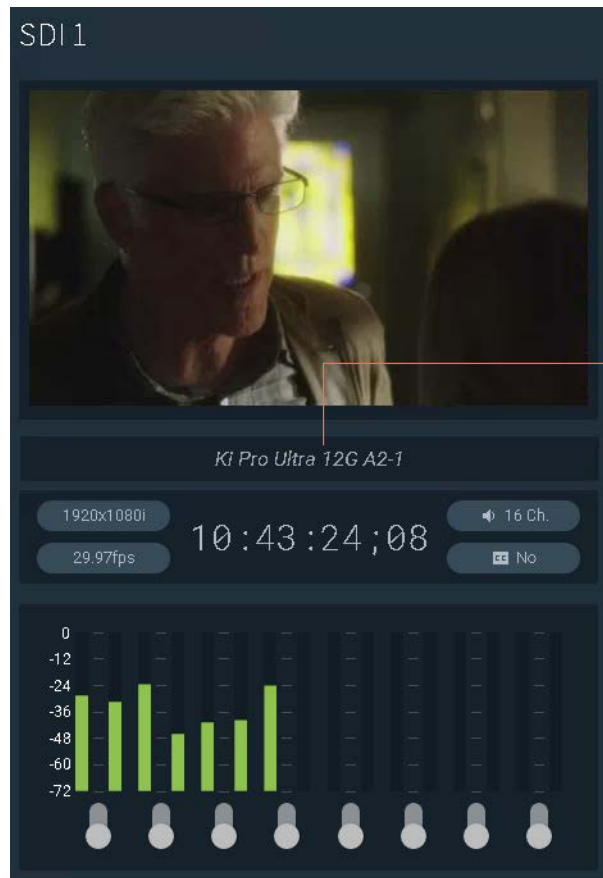 SDI 1
Ki Pro Ultra 12G A2-1
1920x1080i
10:43:24;08
16 Ch.
29.97fps
CC No
0
-12
-24
-36
-48
-60
-72